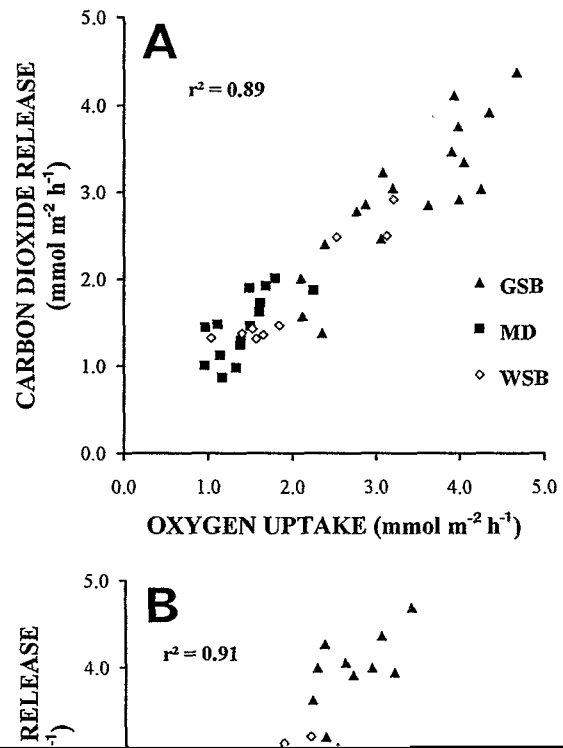 5.0
A
r² = 0.89
4.0
3.0
2.0
1.0
0.0
CARBON DIOXIDE RELEASE
(mmol m⁻² h⁻¹)
GSB
MD
WSB
0.0 1.0 2.0 3.0 4.0 5.0
OXYGEN UPTAKE (mmol m⁻² h⁻¹)
5.0
B
r² = 0.91
4.0
RELEASE
⁻¹)